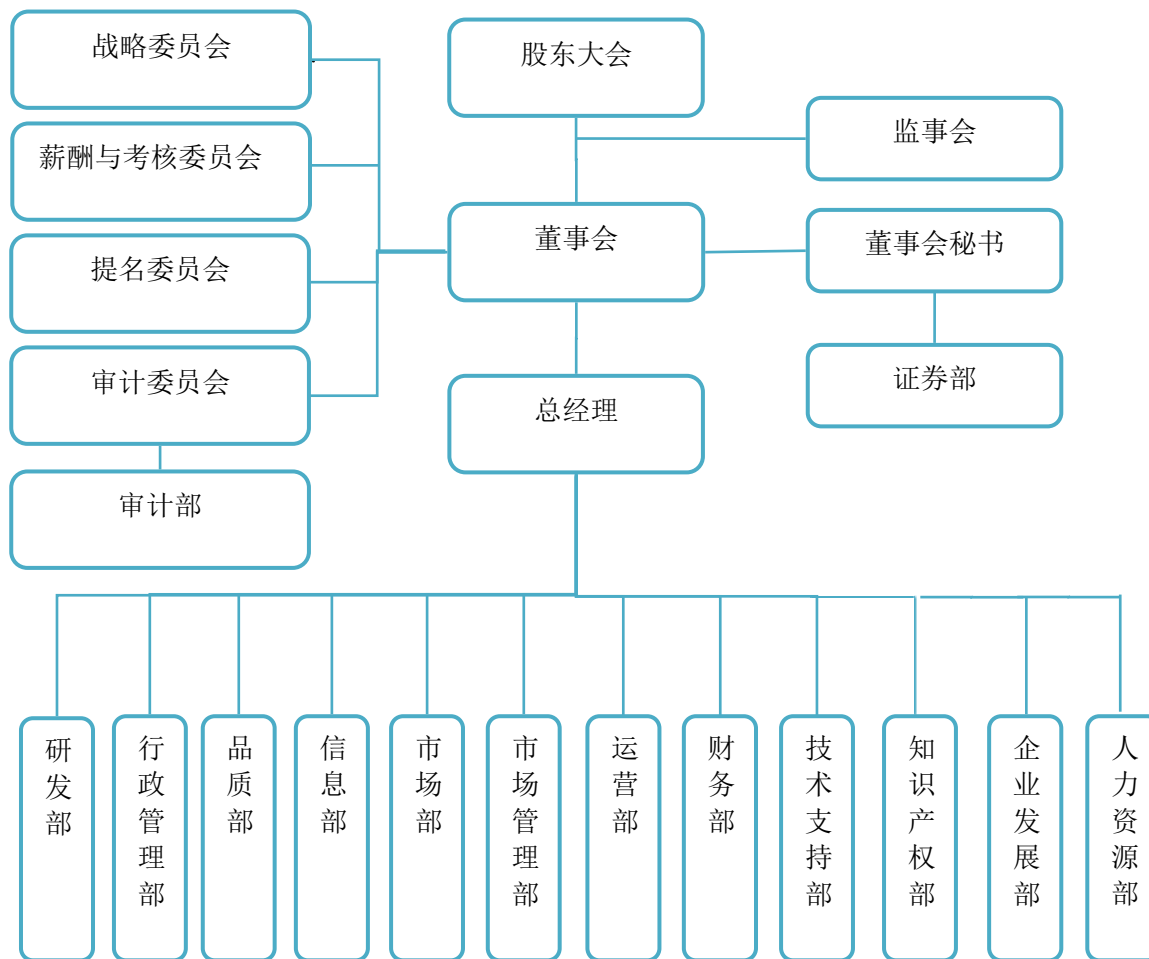 战略委员会
股东大会
监事会
薪酬与考核委员会
董事会
董事会秘书
提名委员会
审计委员会
总经理
证券部
审计部
研发部
行政管理部
品质部
信息部
市场部
市场管理部
运营部
财务部
技术支持部
知识产权部
企业发展部
人力资源部